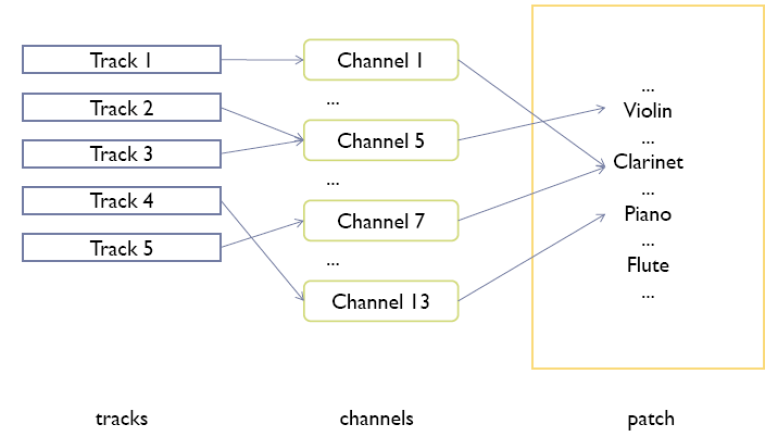 Track 1
Track 2
Track 3
Track 4
Track 5
Channel 1
...
Channel 5
...
Channel 7
...
Channel 13
...
Violin
...
Clarinet
...
Piano
...
Flute
...
tracks
channels
patch